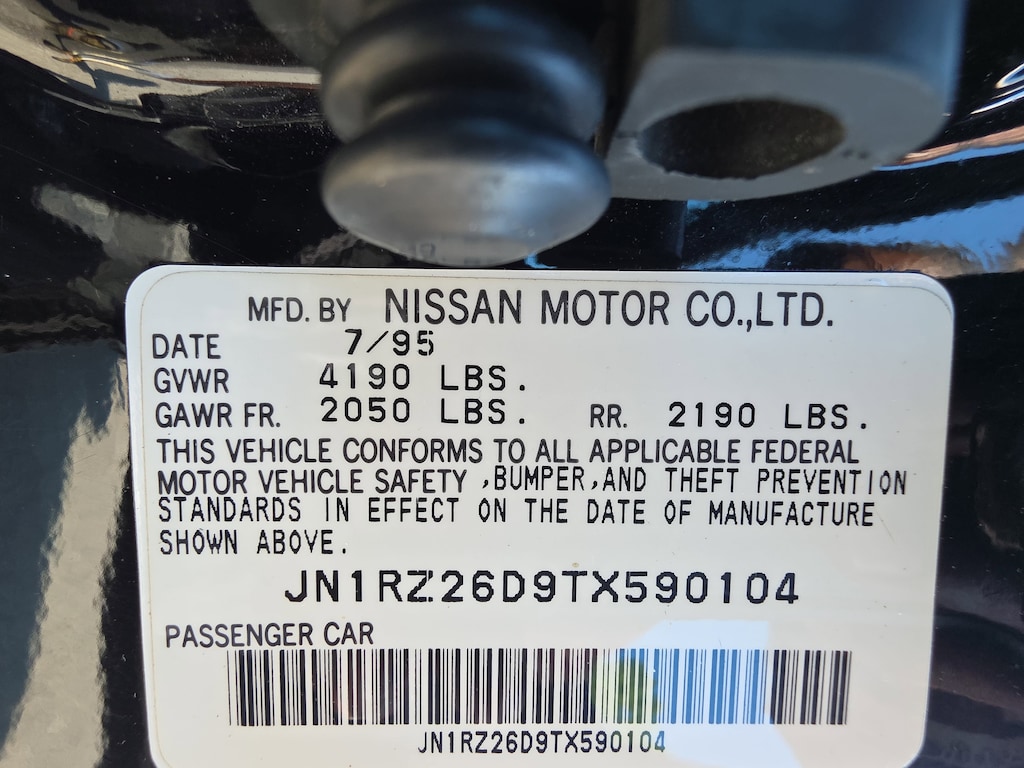 MFD. BY NISSAN MOTOR CO.,LTD.
DATE 7/95
GVWR 4190 LBS.
GAWR FR. 2050 LBS. RR. 2190 LBS.
THIS VEHICLE CONFORMS TO ALL APPLICABLE FEDERAL
MOTOR VEHICLE SAFETY ,BUMPER,AND THEFT PREVENTION
STANDARDS IN EFFECT ON THE DATE OF MANUFACTURE
SHOWN ABOVE.
JN1RZ26D9TX590104
PASSENGER CAR
JN1RZ26D9TX590104